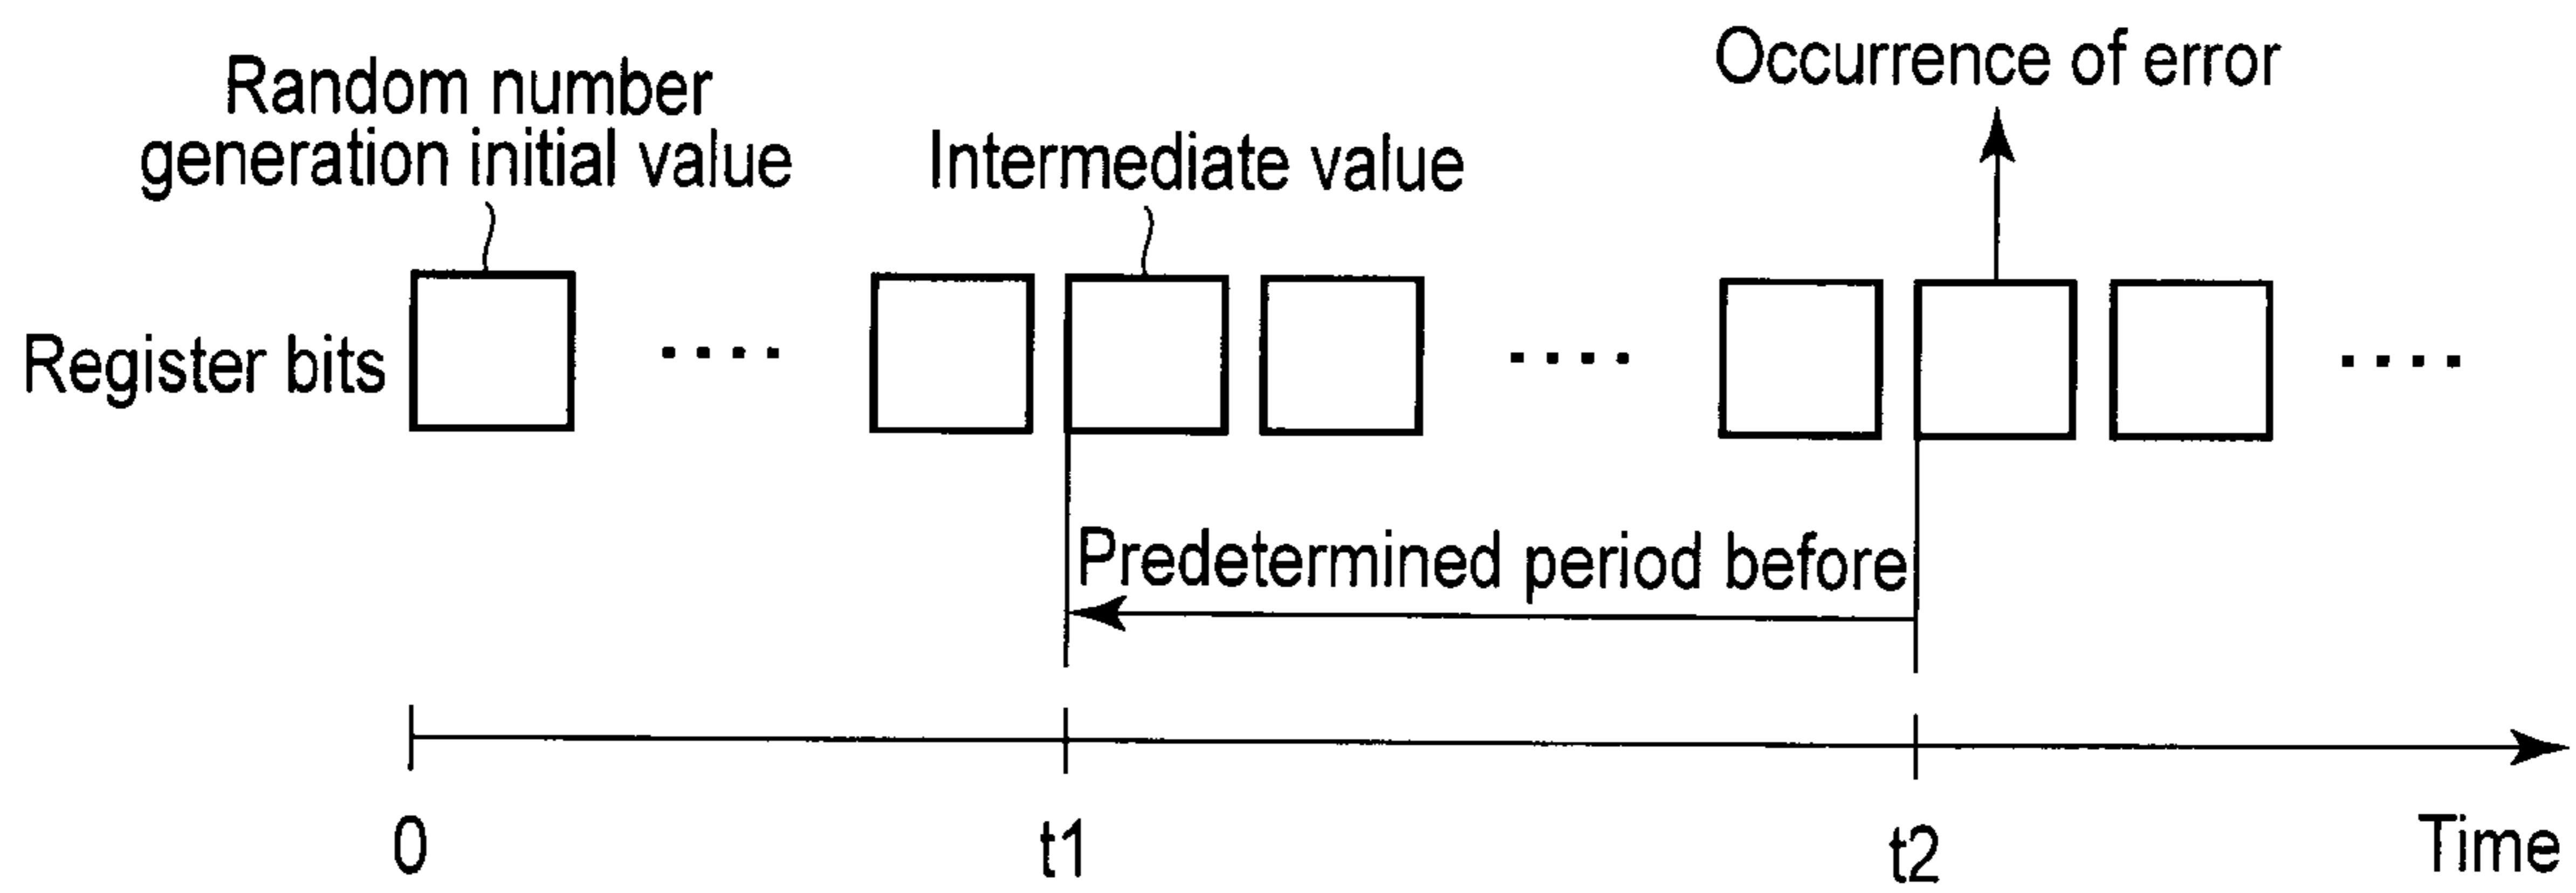 Random number
generation initial value
Intermediate value
Occurrence of error
Register bits
Predetermined period before
0
t1
t2
Time